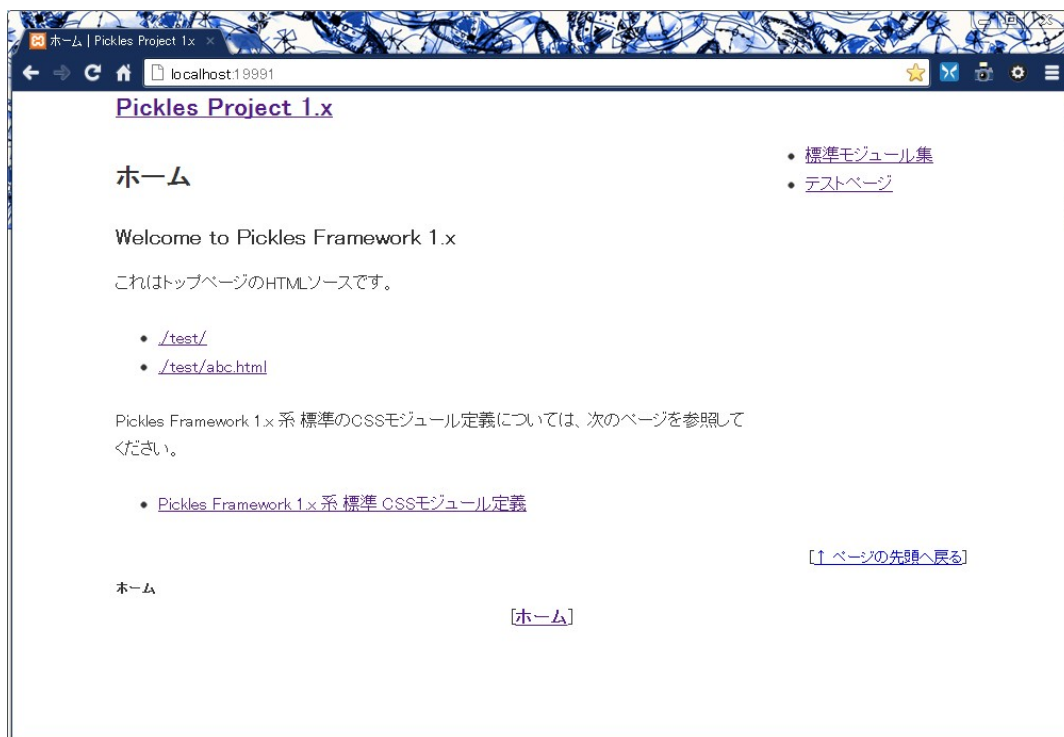 ホーム | Pickles Project 1.x
localhost:19991
Pickles Project 1.x
ホーム
Welcome to Pickles Framework 1.x
これはトップページのHTMLソースです。
./test/
./test/abc.html
Pickles Framework 1.x 系 標準のCSSモジュール定義については、次のページを参照して
ください。
Pickles Framework 1.x 系 標準 CSSモジュール定義
標準モジュール集
テストページ
[↑ ページの先頭へ戻る]
ホーム
[ホーム]